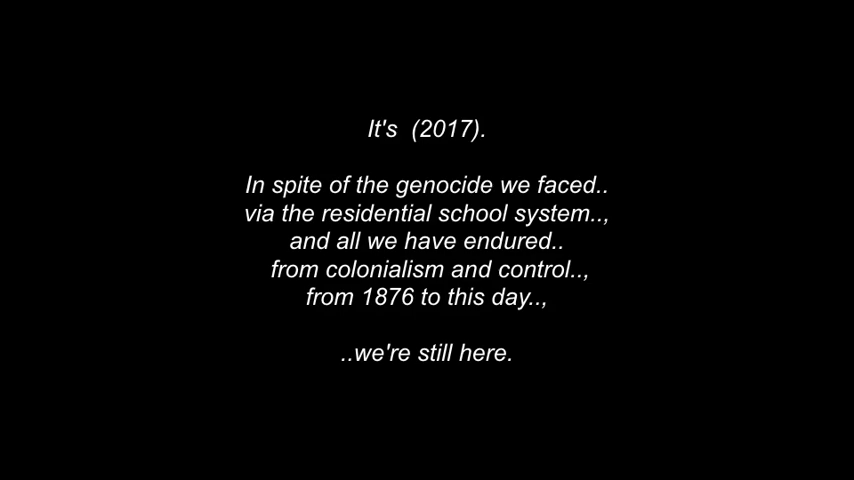 It's  (2017).
In spite of the genocide we faced..
via the residential school system..,
and all we have endured..
from colonialism and control..,
from 1876 to this day..,
..we're still here.